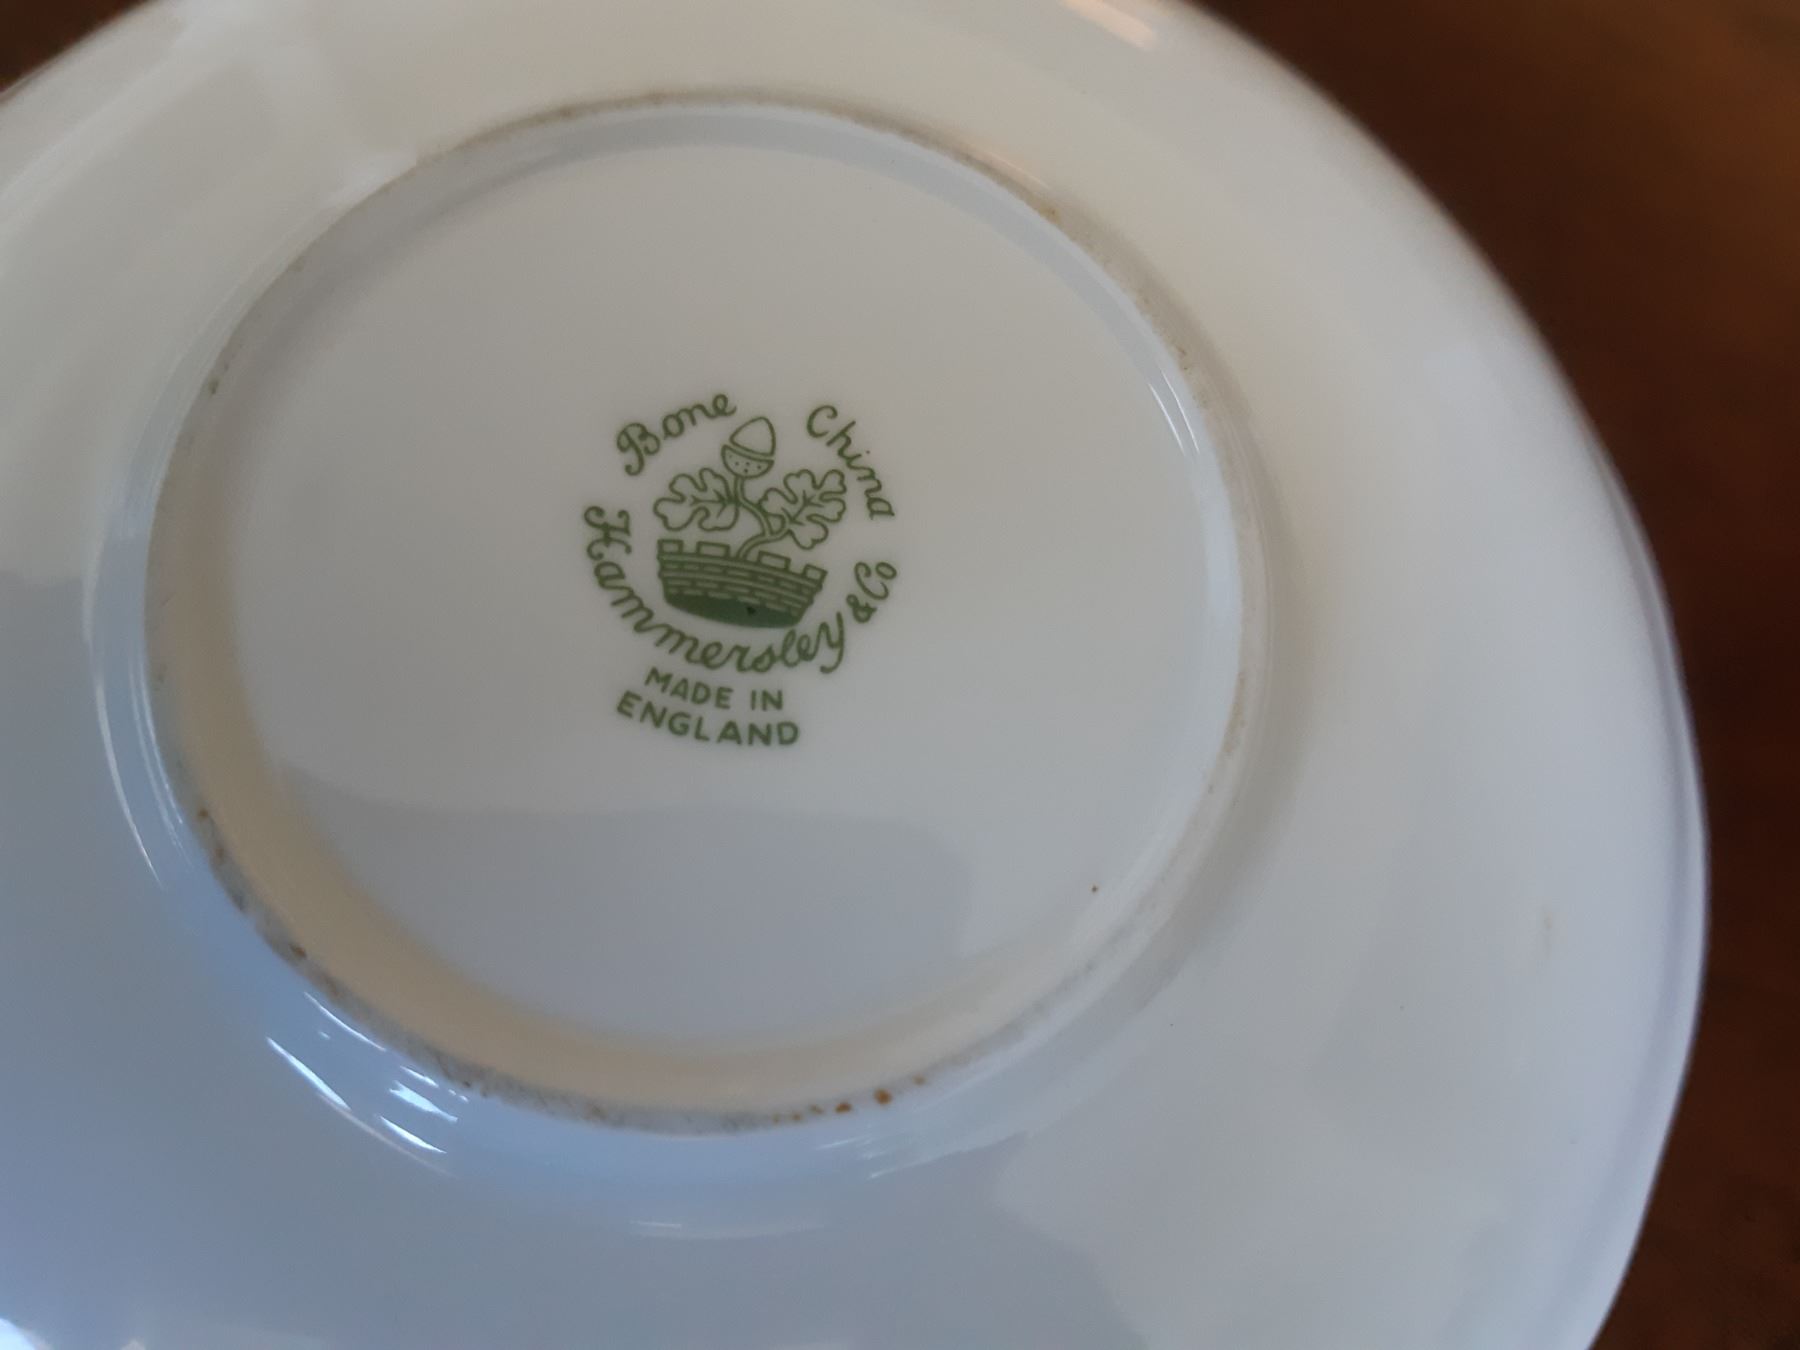 Bone China
Hammersley & Co
MADE IN
ENGLAND